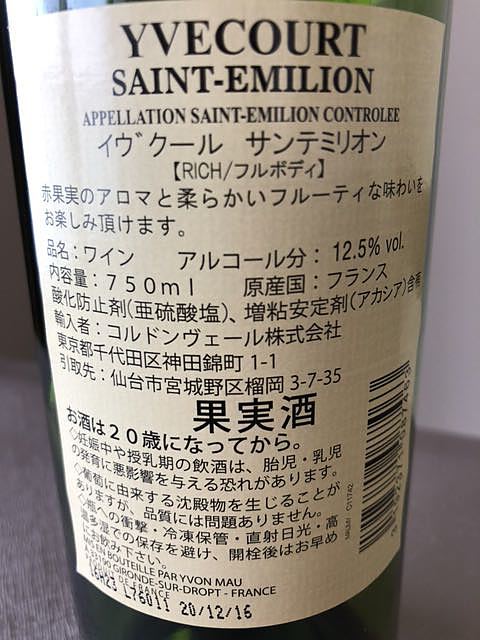 YVECOURT
SAINT-EMILION
APPELLATION SAINT-EMILION CONTROLEE
イヴクール　サンテミリオン
【RICH/フルボディ】
赤果実のアロマと柔らかいフルーティな味わいを
お楽しみ頂けます。
品名：ワイン　アルコール分：12.5% vol.
内容量：７５０ｍｌ　原産国：フランス
酸化防止剤(亜硫酸塩)、増粘安定剤(アカシア)含有
輸入者：コルドンヴェール株式会社
東京都千代田区神田錦町 1-1
引取先：仙台市宮城野区榴岡 3-7-35
果実酒
お酒は２０歳になってから。
◇妊娠中や授乳期の飲酒は、胎児・乳児
の発育に悪影響を与える恐れがあります。
◇葡萄に由来する沈殿物を生じることが
ありますが、品質には問題ありません。
◇瓶への衝撃・冷凍保管・直射日光・高
温多湿での保存を避け、開栓後はお早め
にお飲み下さい。
MIS EN BOUTEILLE PAR YVON MAU
GIRONDE-SUR-DROPT - FRANCE
DE FRANCE
L76011 20/12/16